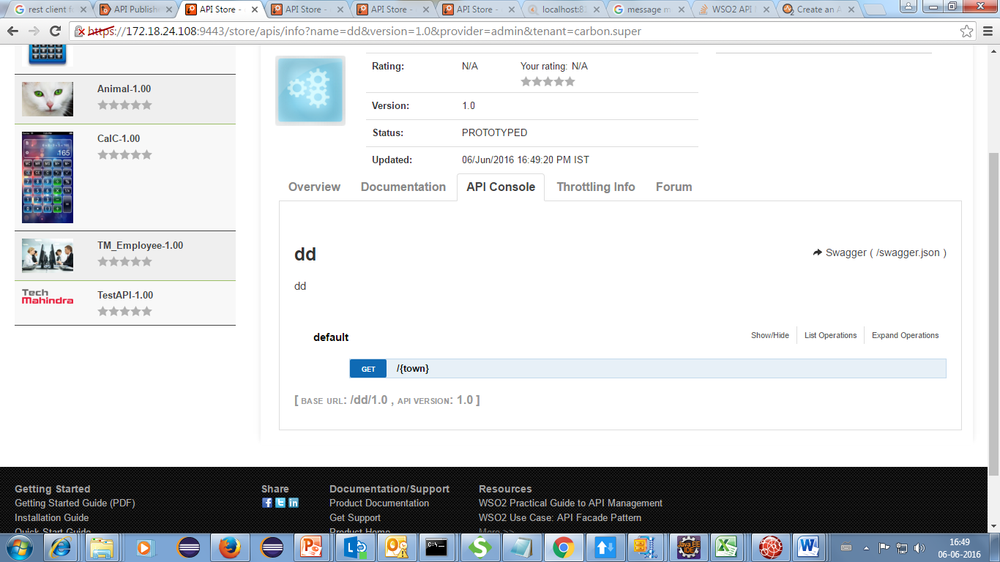 rest client f
API Publishe
API Store -
API Store -
API Store -
API Store -
localhost:8
message m
WSO2 API
Create an A
https://172.18.24.108:9443/store/apis/info?name=dd&version=1.0&provider=admin&tenant=carbon.super
Animal-1.00
CalC-1.00
165
TM_Employee-1.00
Tech
Mahindra
TestAPI-1.00
Rating: N/A Your rating: N/A
Version: 1.0
Status: PROTOTYPED
Updated: 06/Jun/2016 16:49:20 PM IST
Overview Documentation API Console Throttling Info Forum
dd
Swagger ( /swagger.json )
dd
default
Show/Hide List Operations Expand Operations
GET /{town}
[ BASE URL: /dd/1.0 , API VERSION: 1.0 ]
Getting Started
Getting Started Guide (PDF)
Installation Guide
Quick Start Guide
Share
Documentation/Support
Product Documentation
Get Support
Product Home
Resources
WSO2 Practical Guide to API Management
WSO2 Use Case: API Facade Pattern
More >>
16:49
06-06-2016